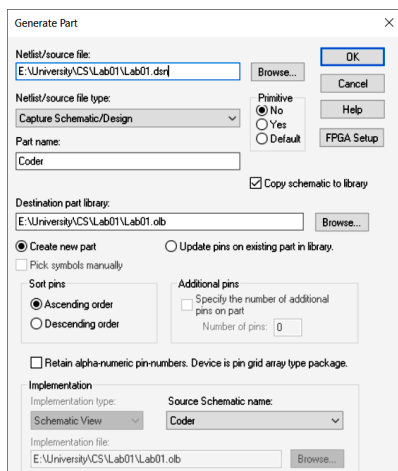 Generate Part
Netlist/source file:
E:\University\CS\Lab01\Lab01.dsn
Browse...
OK
Cancel
Netlist/source file type:
Capture Schematic/Design
Primitive
No
Yes
Default
Help
FPGA Setup
Part name:
Coder
Copy schematic to library
Destination part library:
E:\University\CS\Lab01\Lab01.olb
Browse...
Create new part
Update pins on existing part in library.
Pick symbols manually
Sort pins
Ascending order
Descending order
Additional pins
Specify the number of additional
pins on part
Number of pins: 0
Retain alpha-numeric pin-numbers. Device is pin grid array type package.
Implementation
Implementation type:
Source Schematic name:
Schematic View
Coder
Implementation file:
E:\University\CS\Lab01\Lab01.olb
Browse...